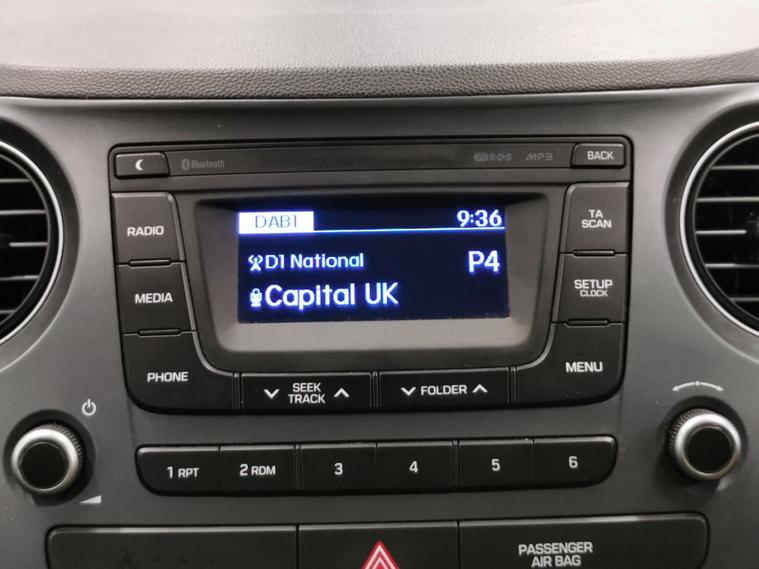 Bluetooth RDS MP3 BACK
RADIO
MEDIA
PHONE
DAB1 9:36
D1 National P4
Capital UK
TA
SCAN
SETUP
CLOCK
MENU
SEEK
TRACK
FOLDER
1 RPT 2 RDM 3 4 5 6
PASSENGER
AIR BAG